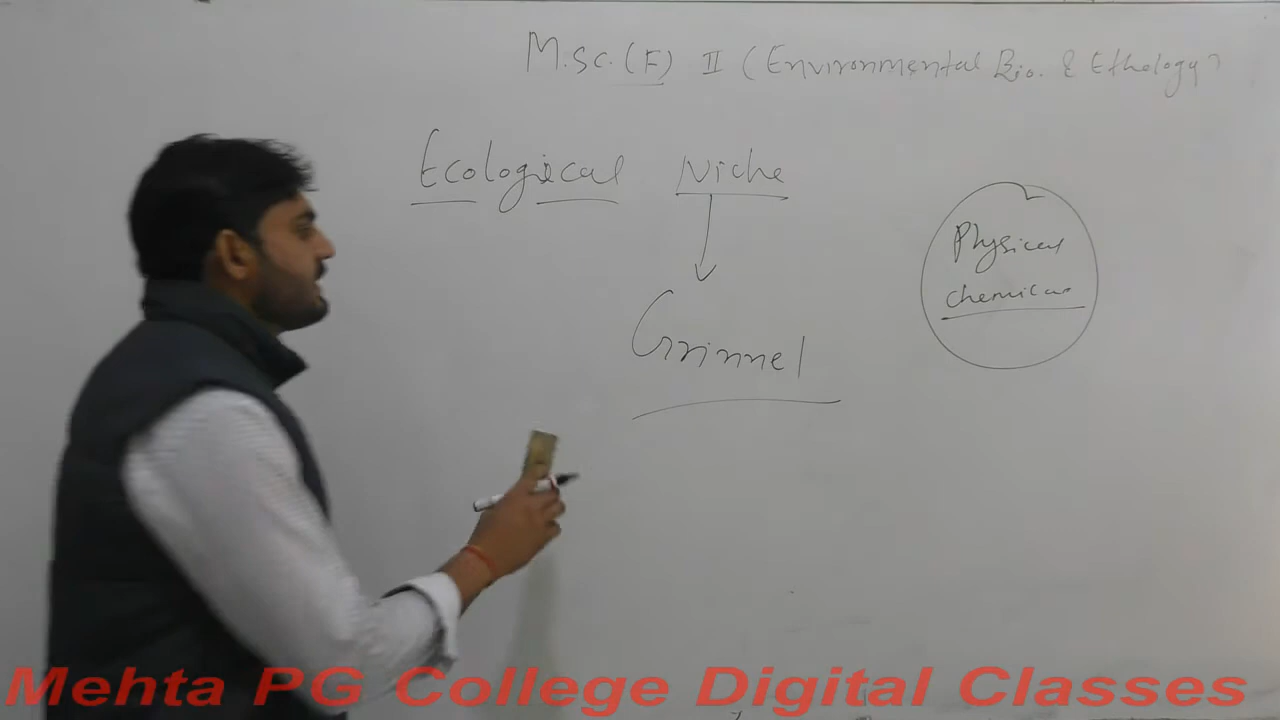 M.Sc. (F) II (Environmental Bio. & Ethology)
Ecological Niche
Physical
chemical
Grinnel
Mehta PG College Digital Classes